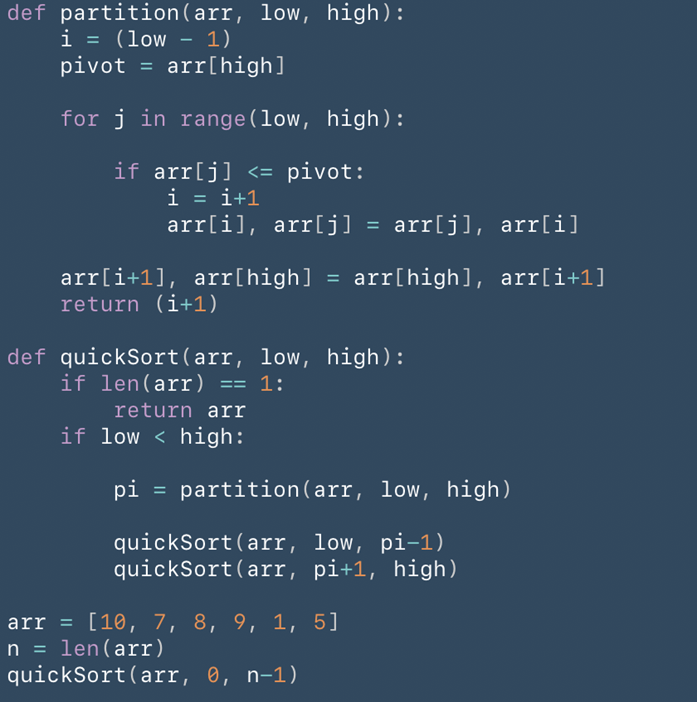 def partition(arr, low, high):
    i = (low - 1)
    pivot = arr[high]
    for j in range(low, high):
        if arr[j] <= pivot:
            i = i+1
            arr[i], arr[j] = arr[j], arr[i]
    arr[i+1], arr[high] = arr[high], arr[i+1]
    return (i+1)
def quickSort(arr, low, high):
    if len(arr) == 1:
        return arr
    if low < high:
        pi = partition(arr, low, high)
        quickSort(arr, low, pi-1)
        quickSort(arr, pi+1, high)
arr = [10, 7, 8, 9, 1, 5]
n = len(arr)
quickSort(arr, 0, n-1)